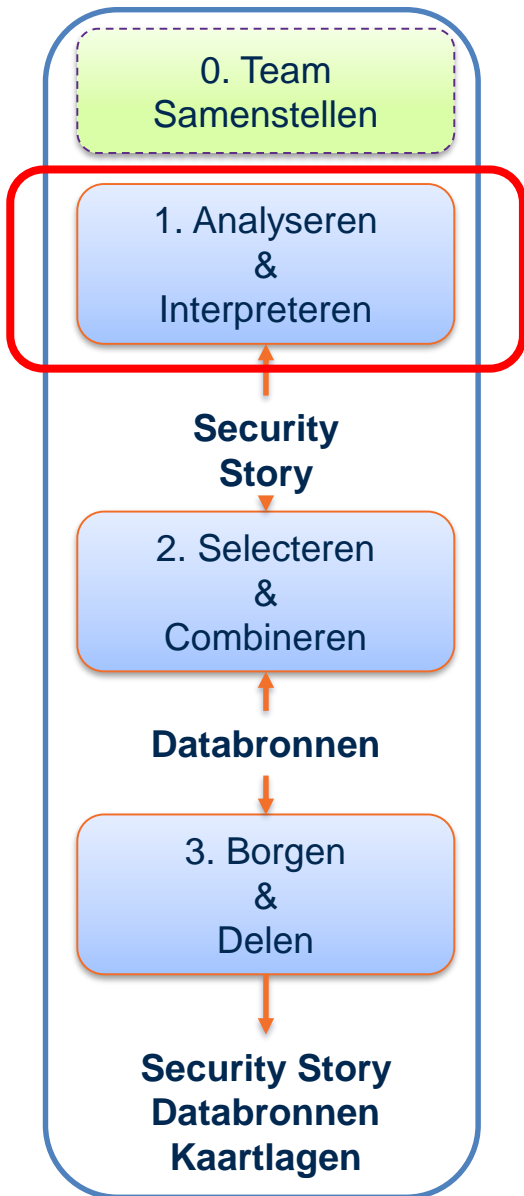 0. Team
Samenstellen
1. Analyseren
&
Interpreteren
Security
Story
2. Selecteren
&
Combineren
Databronnen
3. Borgen
&
Delen
Security Story
Databronnen
Kaartlagen